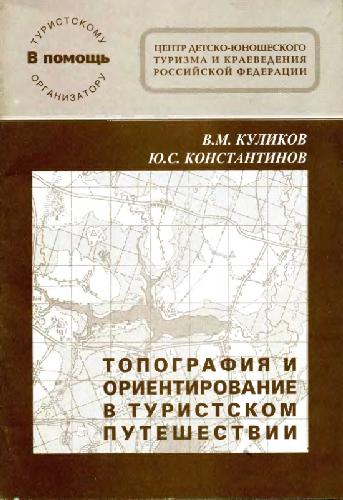 ТУРИСТСКОМУ
В ПОМОЩЬ
ОРГАНИЗАТОРУ
ЦЕНТР ДЕТСКО-ЮНОШЕСКОГО
ТУРИЗМА И КРАЕВЕДЕНИЯ
РОССИЙСКОЙ ФЕДЕРАЦИИ
В.М. КУЛИКОВ
Ю.С. КОНСТАНТИНОВ
ТОПОГРАФИЯ И
ОРИЕНТИРОВАНИЕ
В ТУРИСТСКОМ
ПУТЕШЕСТВИИ